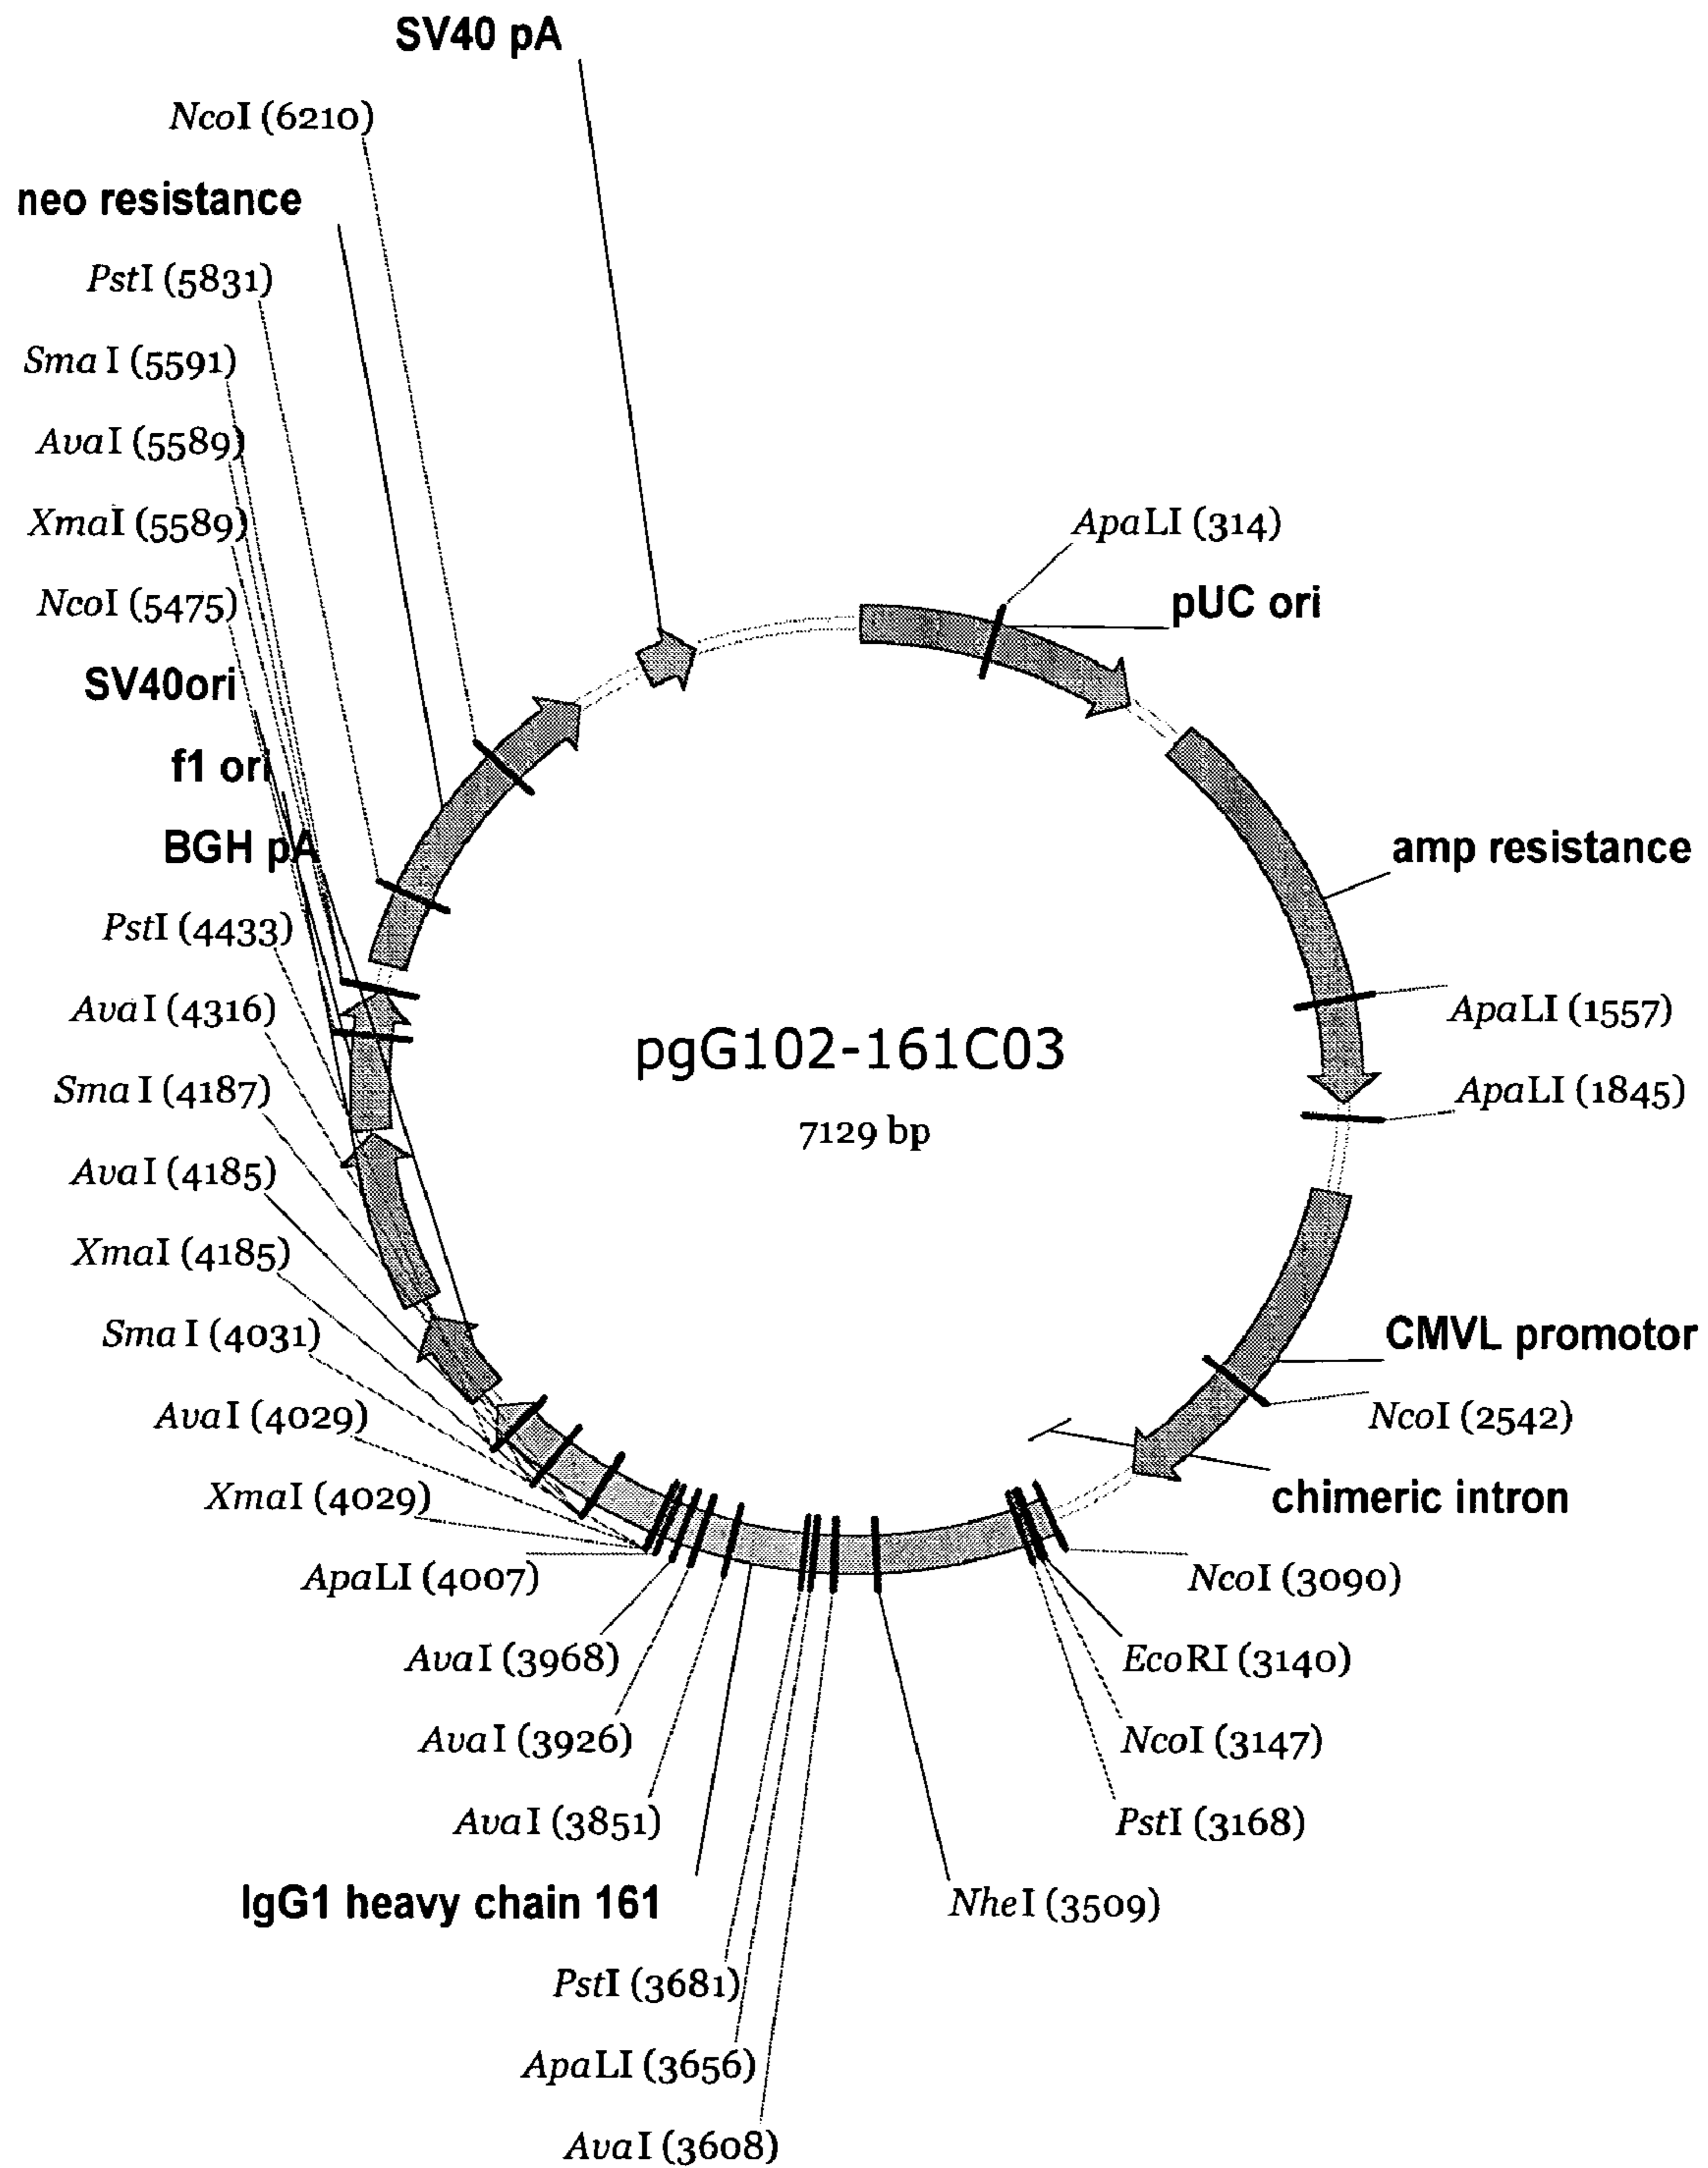 SV40 pA
NcoI (6210)
neo resistance
PstI (5831)
Sma I (5591)
AvaI (5589)
XmaI (5589)
NcoI (5475)
SV40ori
f1 ori
BGH pA
PstI (4433)
AvaI (4316)
Sma I (4187)
AvaI (4185)
XmaI (4185)
Sma I (4031)
AvaI (4029)
XmaI (4029)
ApaLI (4007)
AvaI (3968)
AvaI (3926)
AvaI (3851)
IgG1 heavy chain 161
PstI (3681)
ApaLI (3656)
AvaI (3608)
pgG102-161C03
7129 bp
ApaLI (314)
pUC ori
amp resistance
ApaLI (1557)
ApaLI (1845)
CMVL promotor
NcoI (2542)
chimeric intron
NcoI (3090)
EcoRI (3140)
NcoI (3147)
PstI (3168)
NheI (3509)